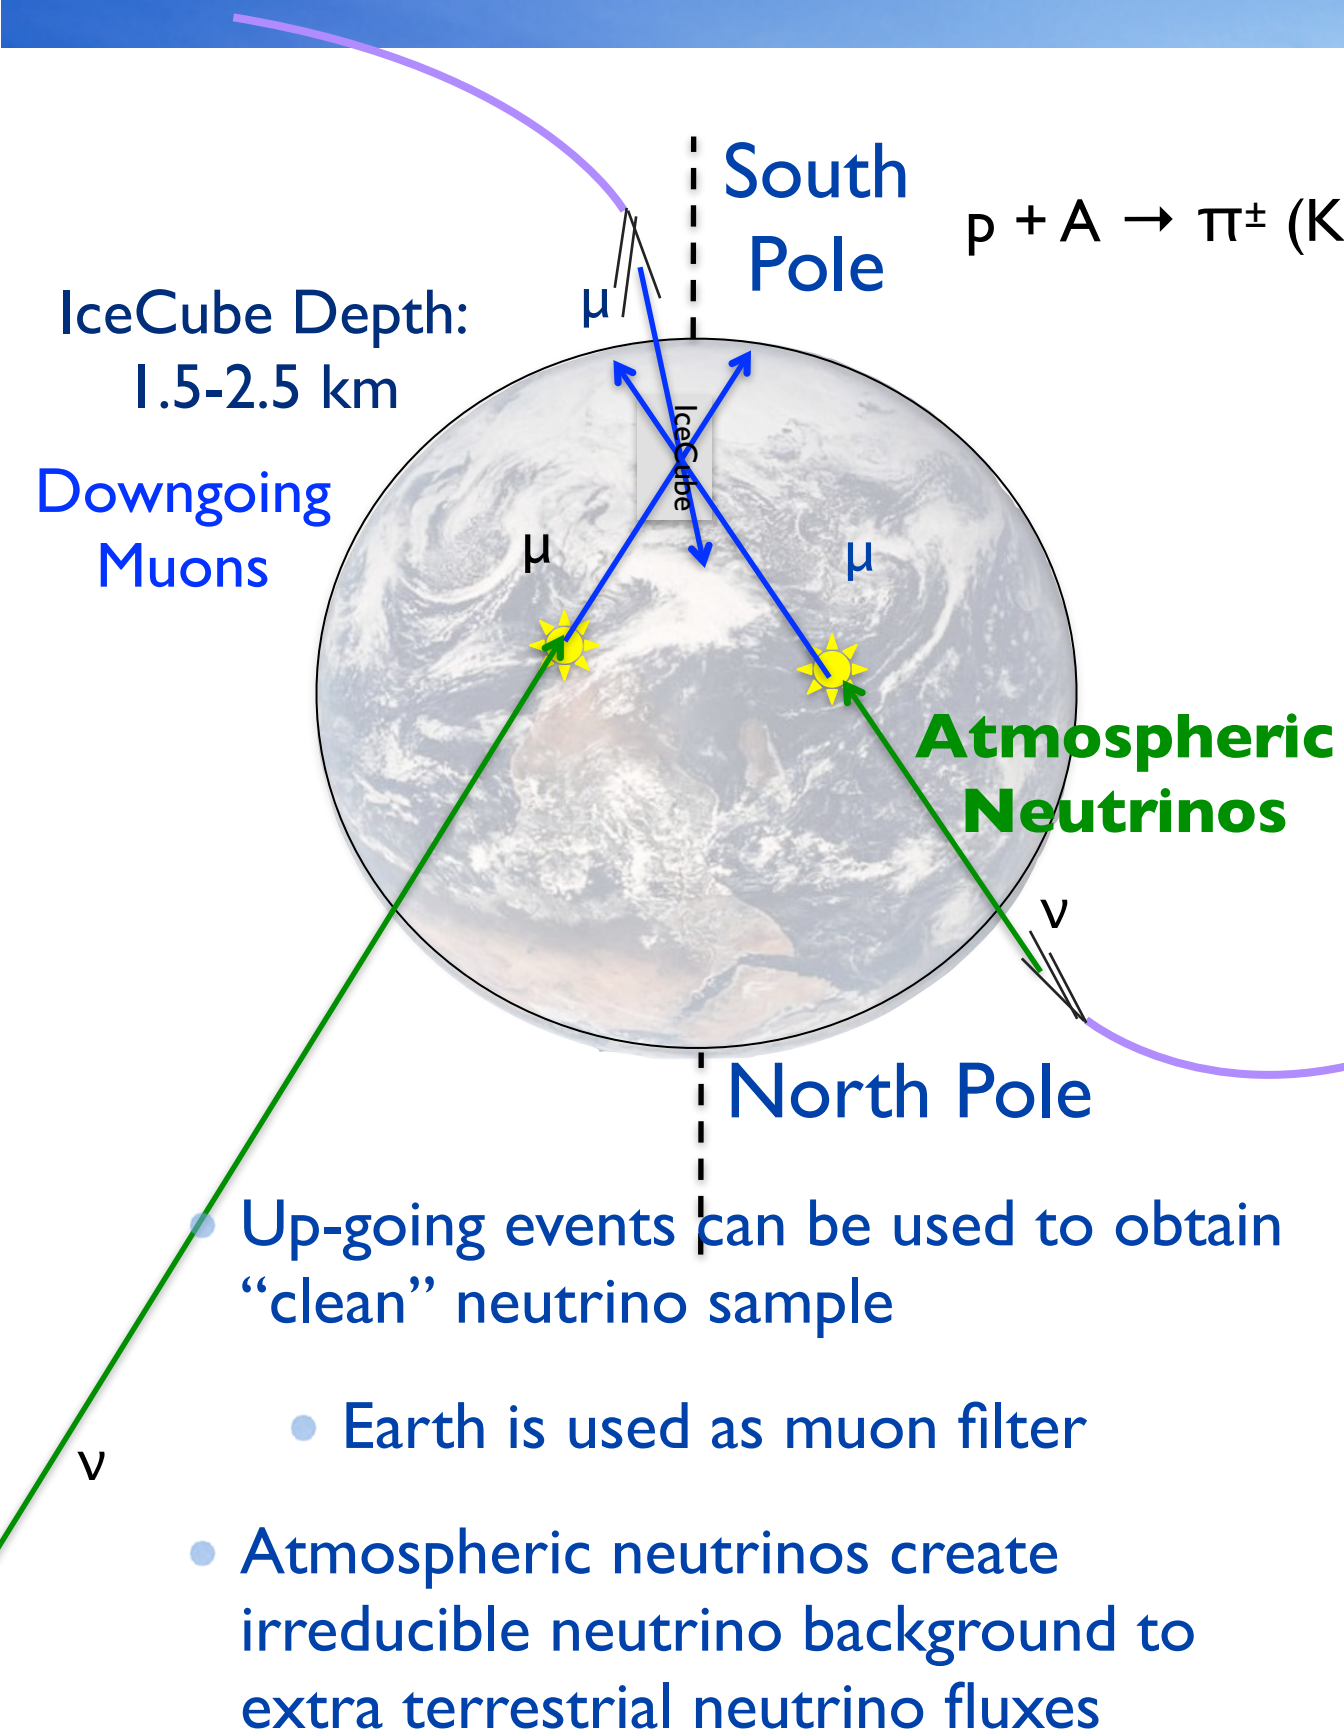 South
Pole
p + A → π± (K
IceCube Depth:
1.5-2.5 km
μ
Downgoing
Muons
IceCube
μ
μ
Atmospheric
Neutrinos
ν
North Pole
Up-going events can be used to obtain
“clean” neutrino sample
Earth is used as muon filter
ν
Atmospheric neutrinos create
irreducible neutrino background to
extra terrestrial neutrino fluxes